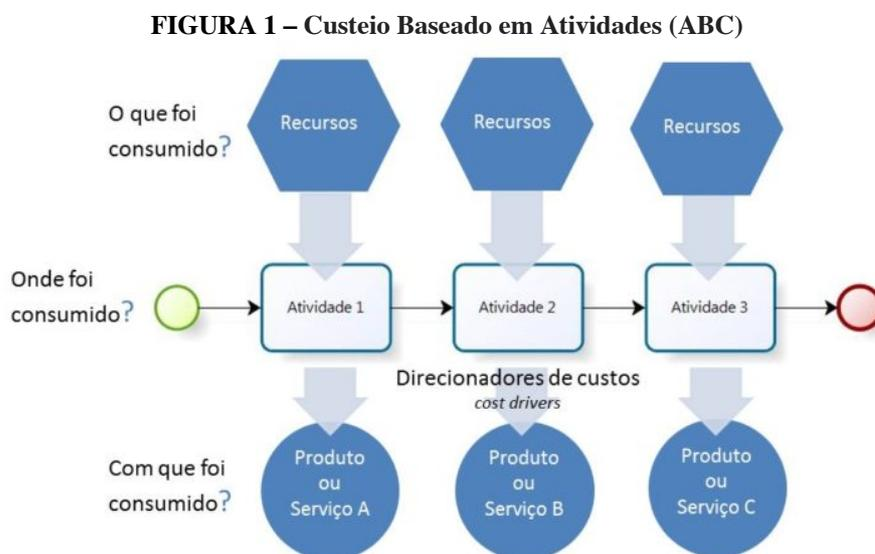 FIGURA 1 – Custeio Baseado em Atividades (ABC)
O que foi
consumido?
Recursos
Recursos
Recursos
Onde foi
consumido?
Atividade 1
Atividade 2
Atividade 3
Direcionadores de custos
cost drivers
Com que foi
consumido?
Produto
ou
Serviço A
Produto
ou
Serviço B
Produto
ou
Serviço C